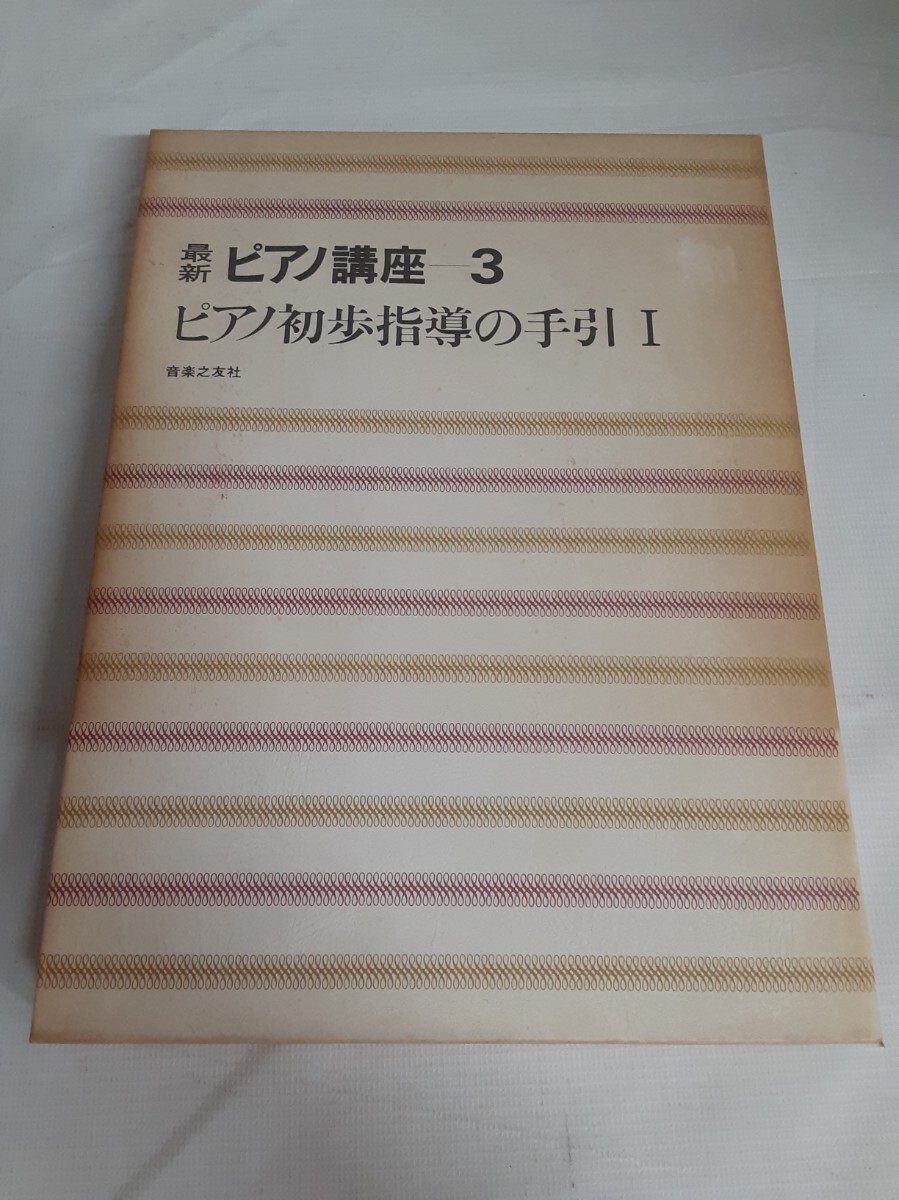 最新 ピアノ講座—3
ピアノ初歩指導の手引 I
音楽之友社